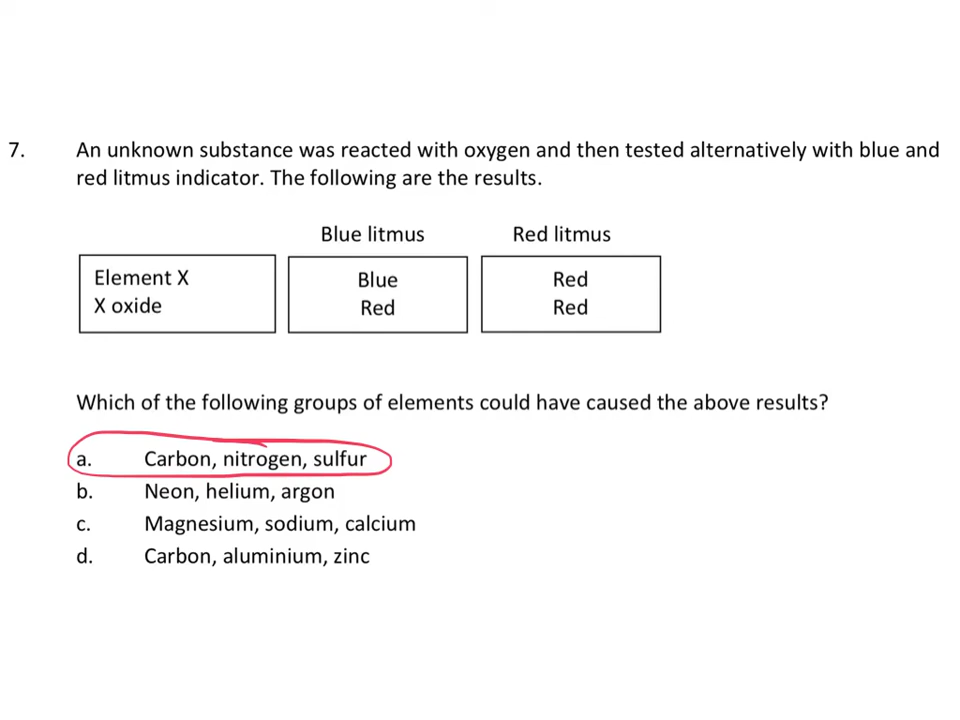 7. An unknown substance was reacted with oxygen and then tested alternatively with blue and
red litmus indicator. The following are the results.
Blue litmus Red litmus
Element X Blue Red
X oxide Red Red
Which of the following groups of elements could have caused the above results?
a. Carbon, nitrogen, sulfur
b. Neon, helium, argon
c. Magnesium, sodium, calcium
d. Carbon, aluminium, zinc